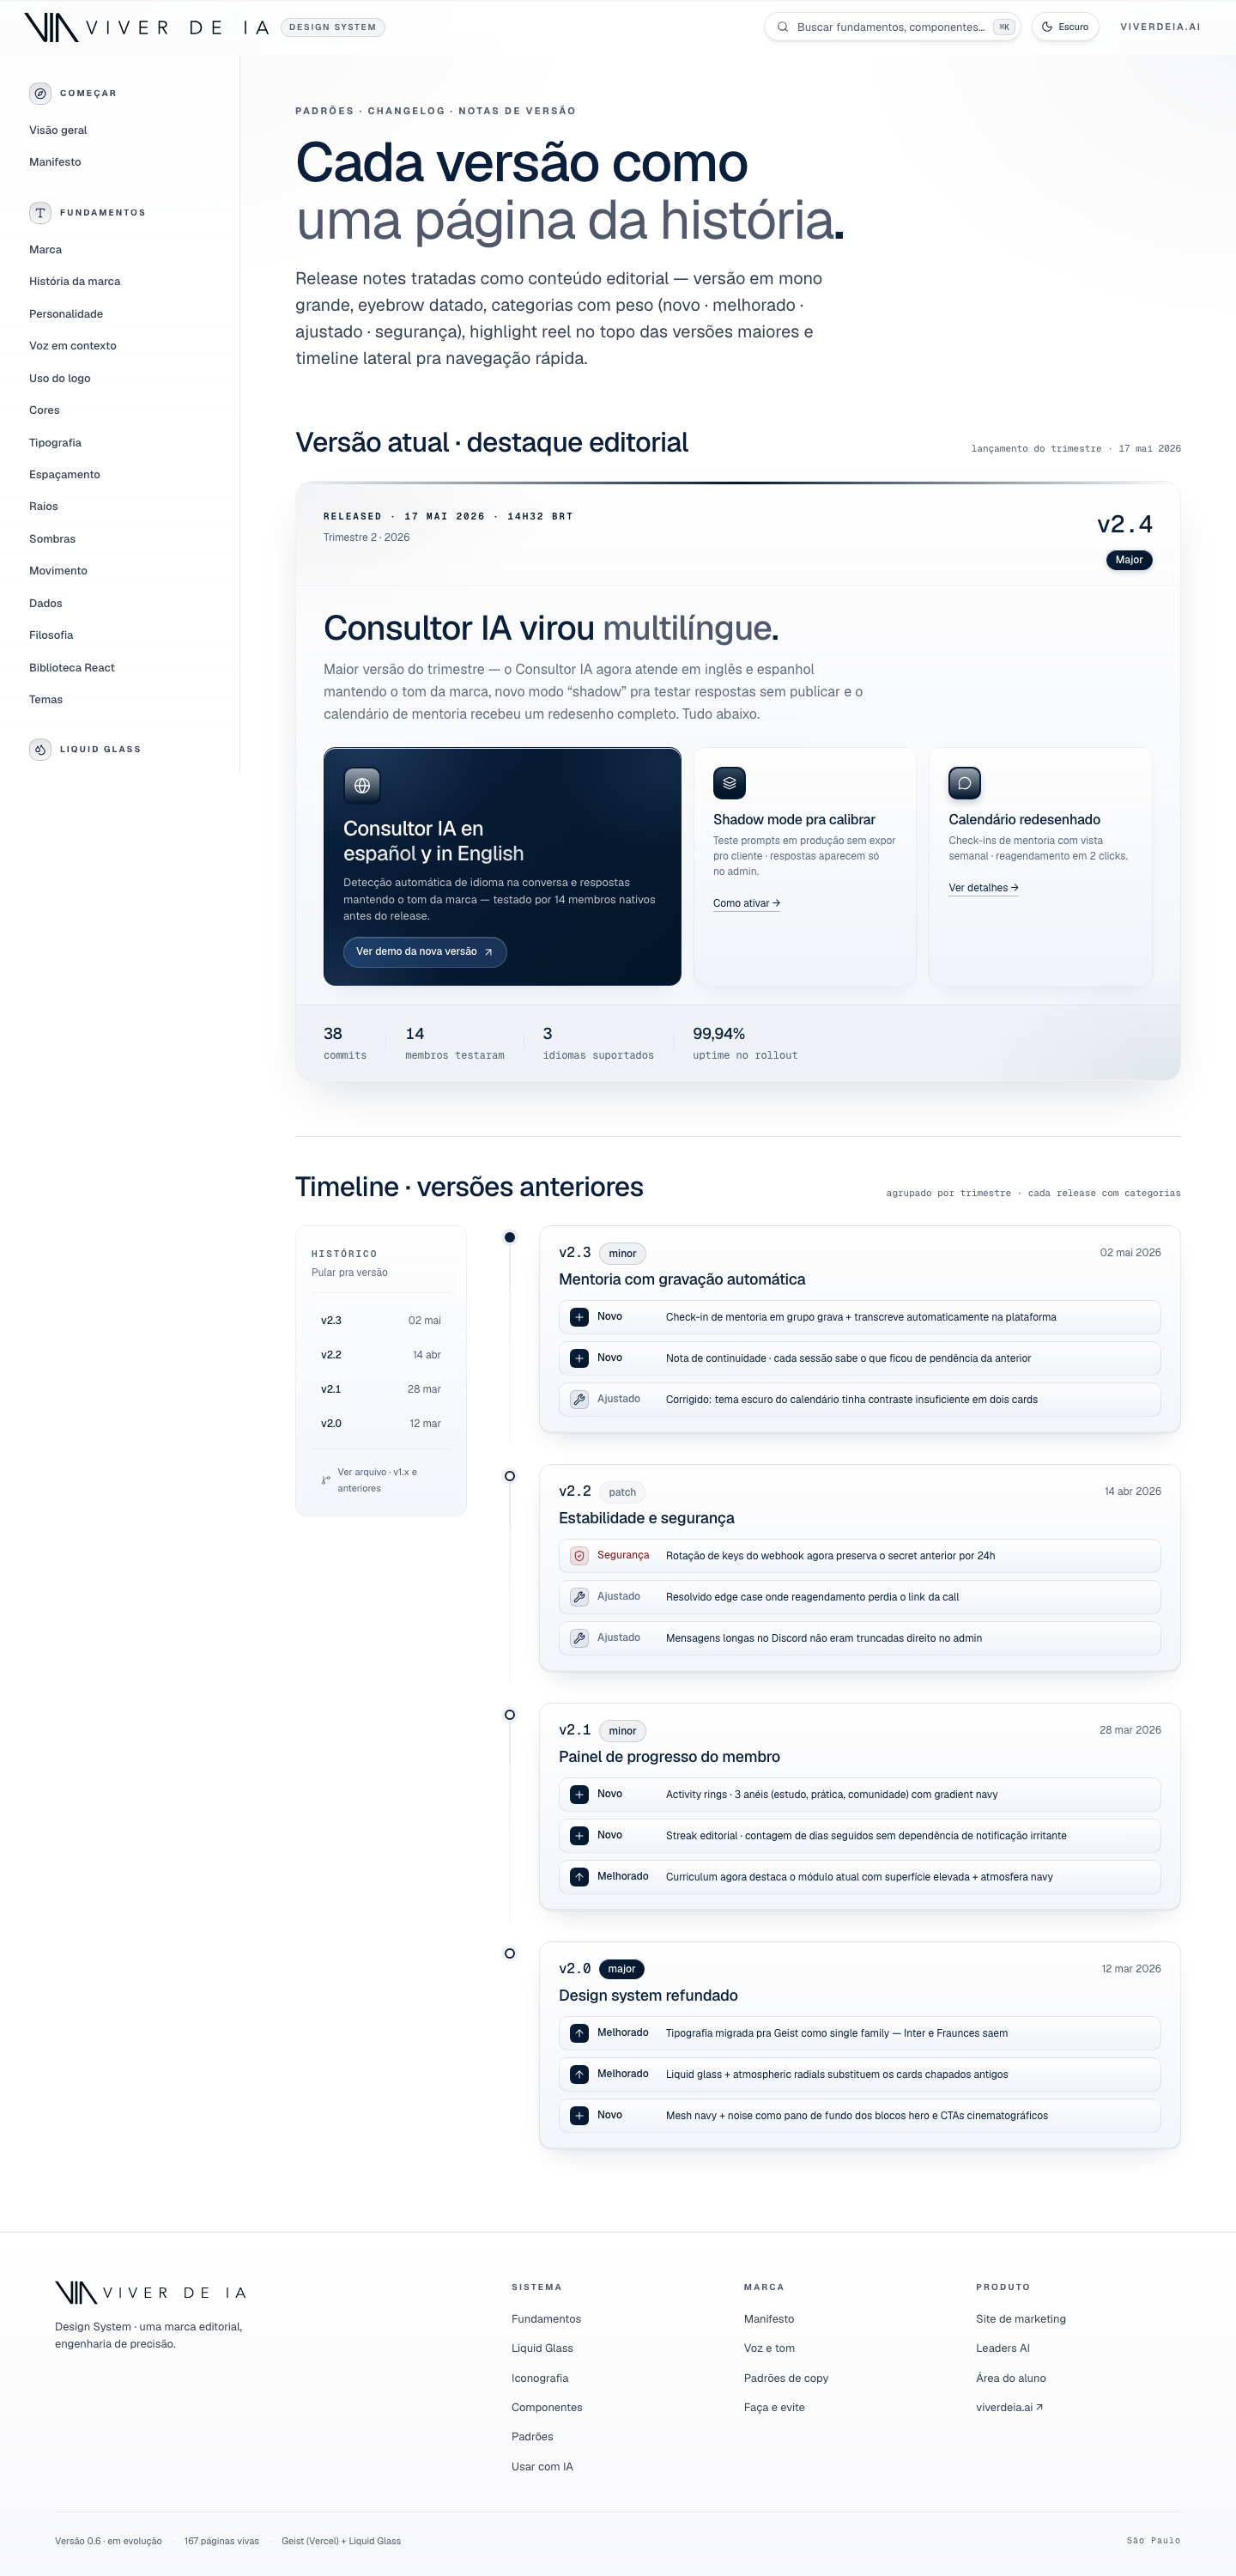 VIVER DE IA
DESIGN SYSTEM
Buscar fundamentos, componentes...
⌘K
Escuro
VIVERDEIA.AI
COMEÇAR
Visão geral
Manifesto
FUNDAMENTOS
Marca
História da marca
Personalidade
Voz em contexto
Uso do logo
Cores
Tipografia
Espaçamento
Raios
Sombras
Movimento
Dados
Filosofia
Biblioteca React
Temas
LIQUID GLASS
PADRÕES · CHANGELOG · NOTAS DE VERSÃO
Cada versão como
uma página da história.
Release notes tratadas como conteúdo editorial — versão em mono
grande, eyebrow datado, categorias com peso (novo · melhorado ·
ajustado · segurança), highlight reel no topo das versões maiores e
timeline lateral pra navegação rápida.
Versão atual · destaque editorial
lançamento do trimestre · 17 mai 2026
RELEASED · 17 MAI 2026 · 14H32 BRT
Trimestre 2 · 2026
v2.4
Major
Consultor IA virou multilíngue.
Maior versão do trimestre — o Consultor IA agora atende em inglês e espanhol
mantendo o tom da marca, novo modo “shadow” pra testar respostas sem publicar e o
calendário de mentoria recebeu um redesenho completo. Tudo abaixo.
Consultor IA en
español y in English
Detecção automática de idioma na conversa e respostas
mantendo o tom da marca — testado por 14 membros nativos
antes do release.
Ver demo da nova versão ↗
Shadow mode pra calibrar
Teste prompts em produção sem expor
pro cliente · respostas aparecem só
no admin.
Como ativar →
Calendário redesenhado
Check-ins de mentoria com vista
semanal · reagendamento em 2 clicks.
Ver detalhes →
38
commits
14
membros testaram
3
idiomas suportados
99,94%
uptime no rollout
Timeline · versões anteriores
agrupado por trimestre · cada release com categorias
HISTÓRICO
Pular pra versão
v2.3 02 mai
v2.2 14 abr
v2.1 28 mar
v2.0 12 mar
Ver arquivo · v1.x e
anteriores
v2.3 minor 02 mai 2026
Mentoria com gravação automática
Novo Check-in de mentoria em grupo grava + transcreve automaticamente na plataforma
Novo Nota de continuidade · cada sessão sabe o que ficou de pendência da anterior
Ajustado Corrigido: tema escuro do calendário tinha contraste insuficiente em dois cards
v2.2 patch 14 abr 2026
Estabilidade e segurança
Segurança Rotação de keys do webhook agora preserva o secret anterior por 24h
Ajustado Resolvido edge case onde reagendamento perdia o link da call
Ajustado Mensagens longas no Discord não eram truncadas direito no admin
v2.1 minor 28 mar 2026
Painel de progresso do membro
Novo Activity rings · 3 anéis (estudo, prática, comunidade) com gradient navy
Novo Streak editorial · contagem de dias seguidos sem dependência de notificação irritante
Melhorado Curriculum agora destaca o módulo atual com superfície elevada + atmosfera navy
v2.0 major 12 mar 2026
Design system refundado
Melhorado Tipografia migrada pra Geist como single family — Inter e Fraunces saem
Melhorado Liquid glass + atmospheric radials substituem os cards chapados antigos
Novo Mesh navy + noise como pano de fundo dos blocos hero e CTAs cinematográficos
VIVER DE IA
Design System · uma marca editorial,
engenharia de precisão.
SISTEMA
Fundamentos
Liquid Glass
Iconografia
Componentes
Padrões
Usar com IA
MARCA
Manifesto
Voz e tom
Padrões de copy
Faça e evite
PRODUTO
Site de marketing
Leaders AI
Área do aluno
viverdeia.ai ↗
Versão 0.6 · em evolução · 167 páginas vivas · Geist (Vercel) + Liquid Glass
São Paulo